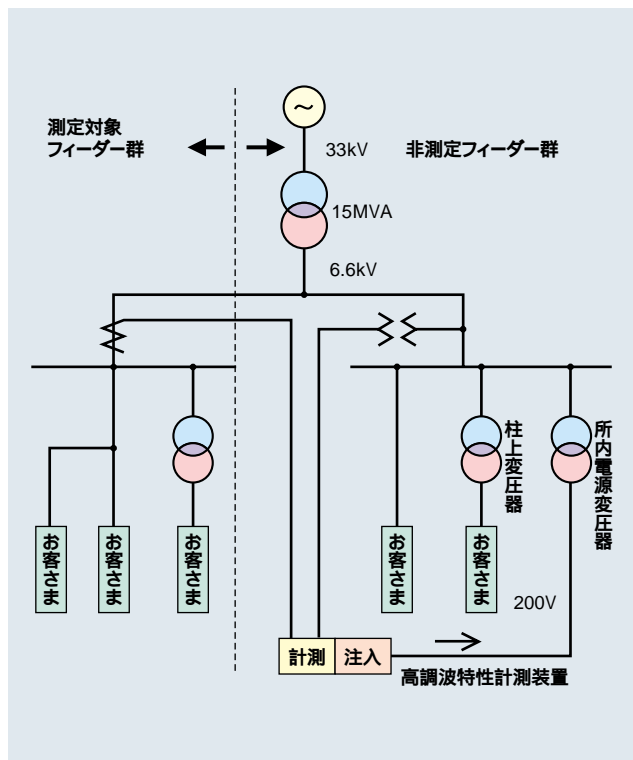 測定対象
フィーダー群
～
33kV
非測定フィーダー群
15MVA
6.6kV
柱上変圧器
所内電源変圧器
お客さま
お客さま
お客さま
お客さま
お客さま
200V
計測
注入
高調波特性計測装置